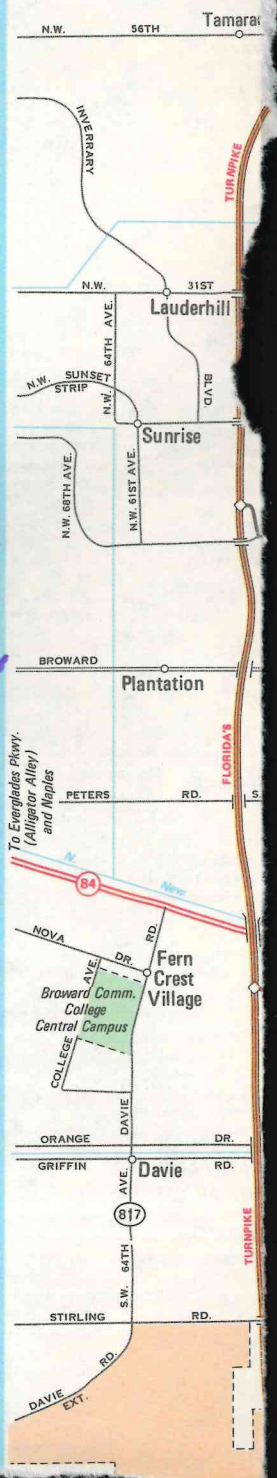 Tamarac
N.W. 56TH
INVERRARY
TURNPIKE
N.W. 31ST
Lauderhill
N.W. 64TH AVE.
N.W. SUNSET
STRIP
BLVD.
Sunrise
N.W. 68TH AVE.
N.W. 61ST AVE.
BROWARD
Plantation
FLORIDA'S
To Everglades Pkwy.
(Alligator Alley)
and Naples
PETERS RD. S.
N. New
84
NOVA DR.
RD.
Fern
Crest
Village
AVE.
Broward Comm.
College
Central Campus
COLLEGE
DAVIE
ORANGE DR.
GRIFFIN RD.
Davie
817
S.W. 64TH AVE.
TURNPIKE
STIRLING RD.
DAVIE RD.
EXT.